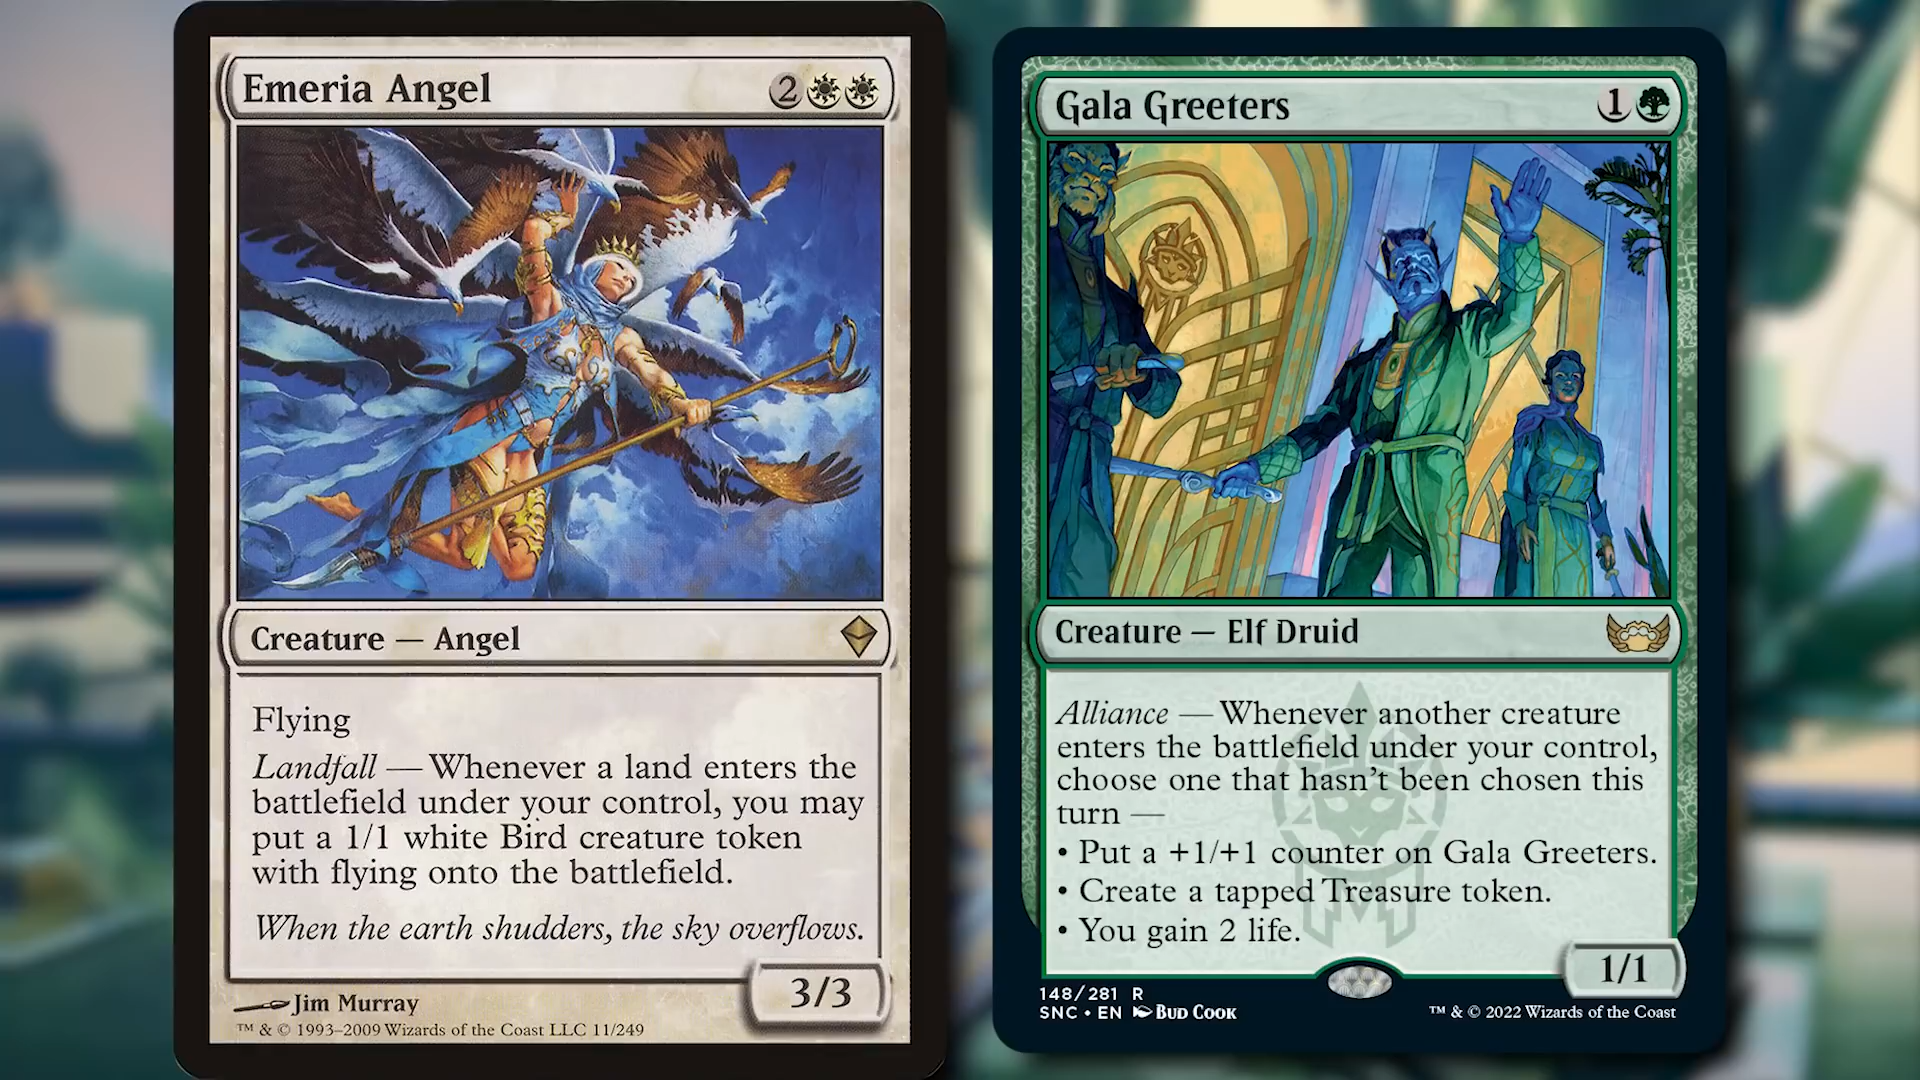 Emeria Angel 2
Creature — Angel
Flying
Landfall — Whenever a land enters the
battlefield under your control, you may
put a 1/1 white Bird creature token
with flying onto the battlefield.
When the earth shudders, the sky overflows.
3/3
Jim Murray
™ & © 1993–2009 Wizards of the Coast LLC 11/249
Gala Greeters 1
Creature — Elf Druid
Alliance — Whenever another creature
enters the battlefield under your control,
choose one that hasn't been chosen this
turn —
• Put a +1/+1 counter on Gala Greeters.
• Create a tapped Treasure token.
• You gain 2 life.
1/1
148/281 R
SNC • EN Bud Cook
™ & © 2022 Wizards of the Coast